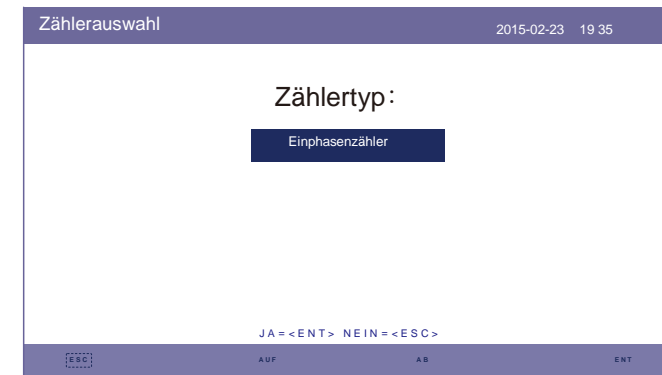 Zählerauswahl 2015-02-23 19 35
Zählertyp:
Einphasenzähler
JA=<ENT> NEIN=<ESC>
ESC AUF AB ENT